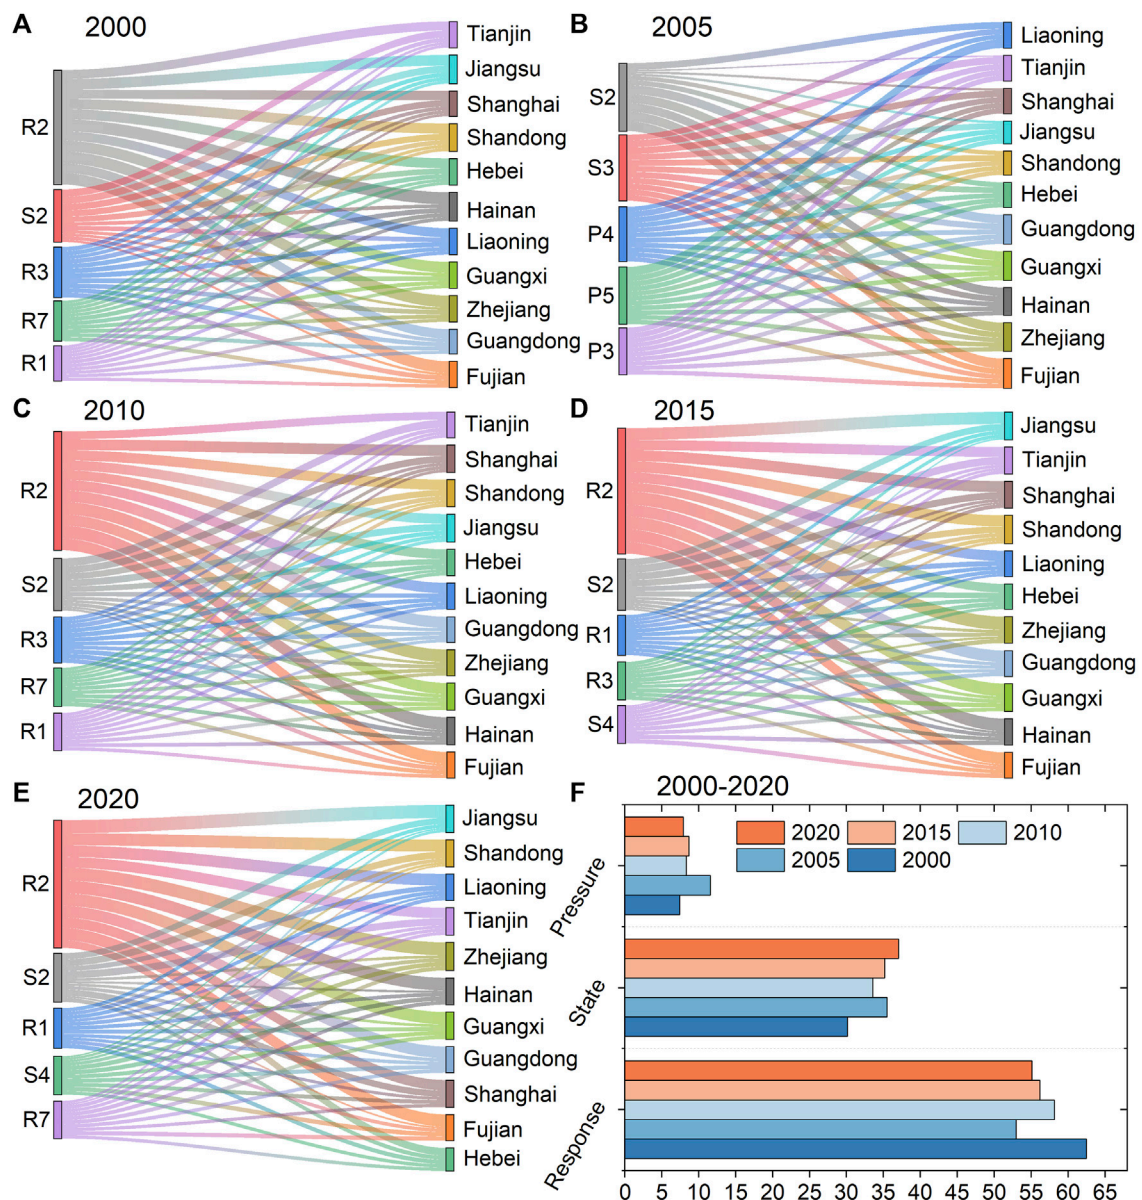 A
2000
R2
S2
R3
R7
R1
Tianjin
Jiangsu
Shanghai
Shandong
Hebei
Hainan
Liaoning
Guangxi
Zhejiang
Guangdong
Fujian
B
2005
S2
S3
P4
P5
P3
Liaoning
Tianjin
Shanghai
Jiangsu
Shandong
Hebei
Guangdong
Guangxi
Hainan
Zhejiang
Fujian
C
2010
R2
S2
R3
R7
R1
Tianjin
Shanghai
Shandong
Jiangsu
Hebei
Liaoning
Guangdong
Zhejiang
Guangxi
Hainan
Fujian
D
2015
R2
S2
R1
R3
S4
Jiangsu
Tianjin
Shanghai
Shandong
Liaoning
Hebei
Zhejiang
Guangdong
Guangxi
Hainan
Fujian
E
2020
R2
S2
R1
S4
R7
Jiangsu
Shandong
Liaoning
Tianjin
Zhejiang
Hainan
Guangxi
Guangdong
Shanghai
Fujian
Hebei
F
2000-2020
2020 2015 2010
2005 2000
Pressure
State
Response
0 5 10 15 20 25 30 35 40 45 50 55 60 65